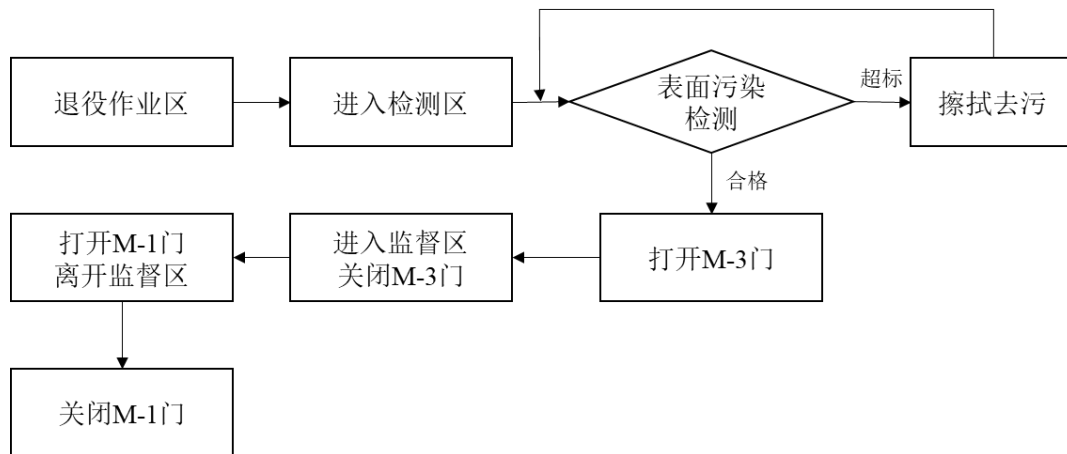 退役作业区
进入检测区
表面污染
检测
超标
擦拭去污
合格
打开M-3门
进入监督区
关闭M-3门
打开M-1门
离开监督区
关闭M-1门